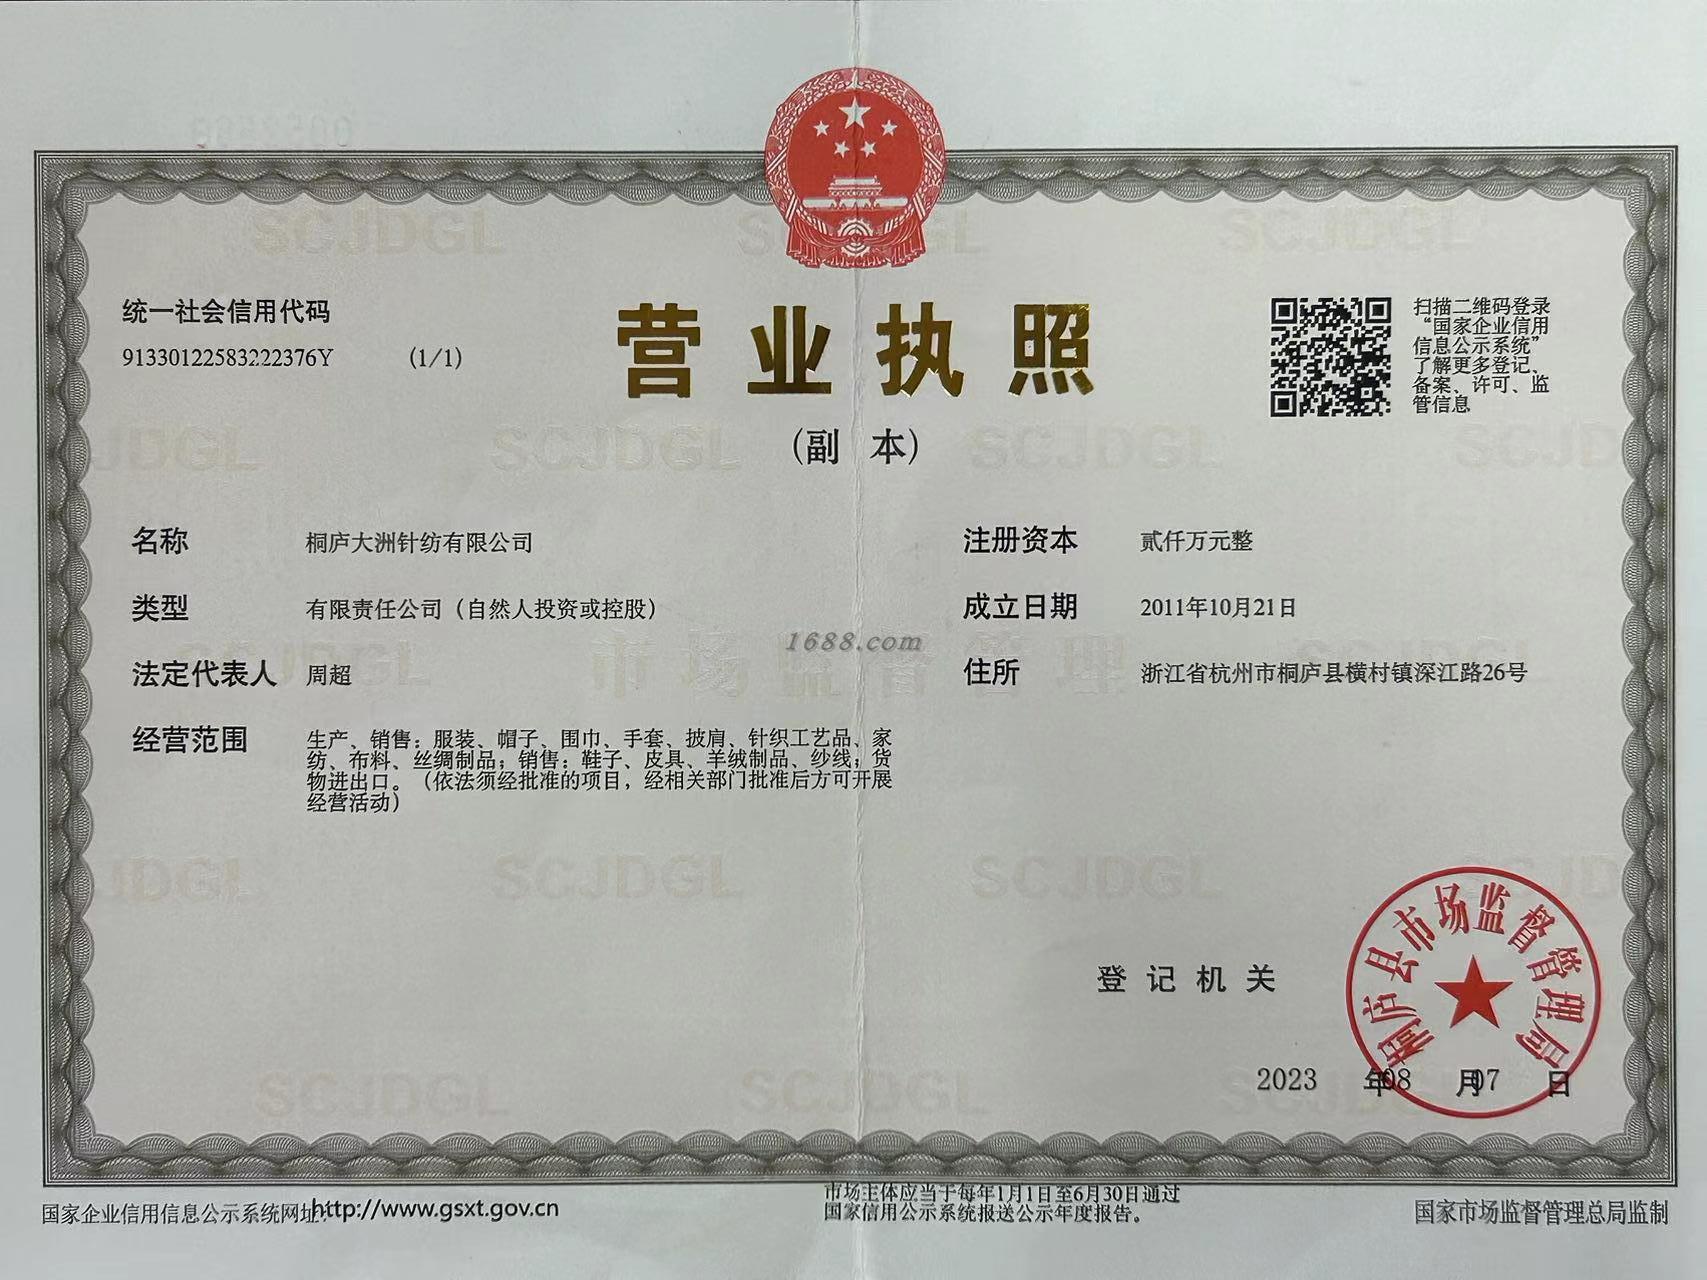 统一社会信用代码
91330122583222376Y (1/1)
营业执照
(副 本)
扫描二维码登录
“国家企业信用
信息公示系统”
了解更多登记、
备案、许可、监
管信息
名称 桐庐大洲针纺有限公司
类型 有限责任公司（自然人投资或控股）
法定代表人 周超
经营范围 生产、销售：服装、帽子、围巾、手套、披肩、针织工艺品、家
纺、布料、丝绸制品；销售：鞋子、皮具、羊绒制品、纱线；货
物进出口。（依法须经批准的项目，经相关部门批准后方可开展
经营活动）
注册资本 贰仟万元整
成立日期 2011年10月21日
住所 浙江省杭州市桐庐县横村镇深江路26号
1688.com
SCJDGL
市场监督管理
登记机关
桐庐县市场监督管理局
2023 年08 月07 日
国家企业信用信息公示系统网址：http://www.gsxt.gov.cn
市场主体应当于每年1月1日至6月30日通过
国家信用公示系统报送公示年度报告。
国家市场监督管理总局监制